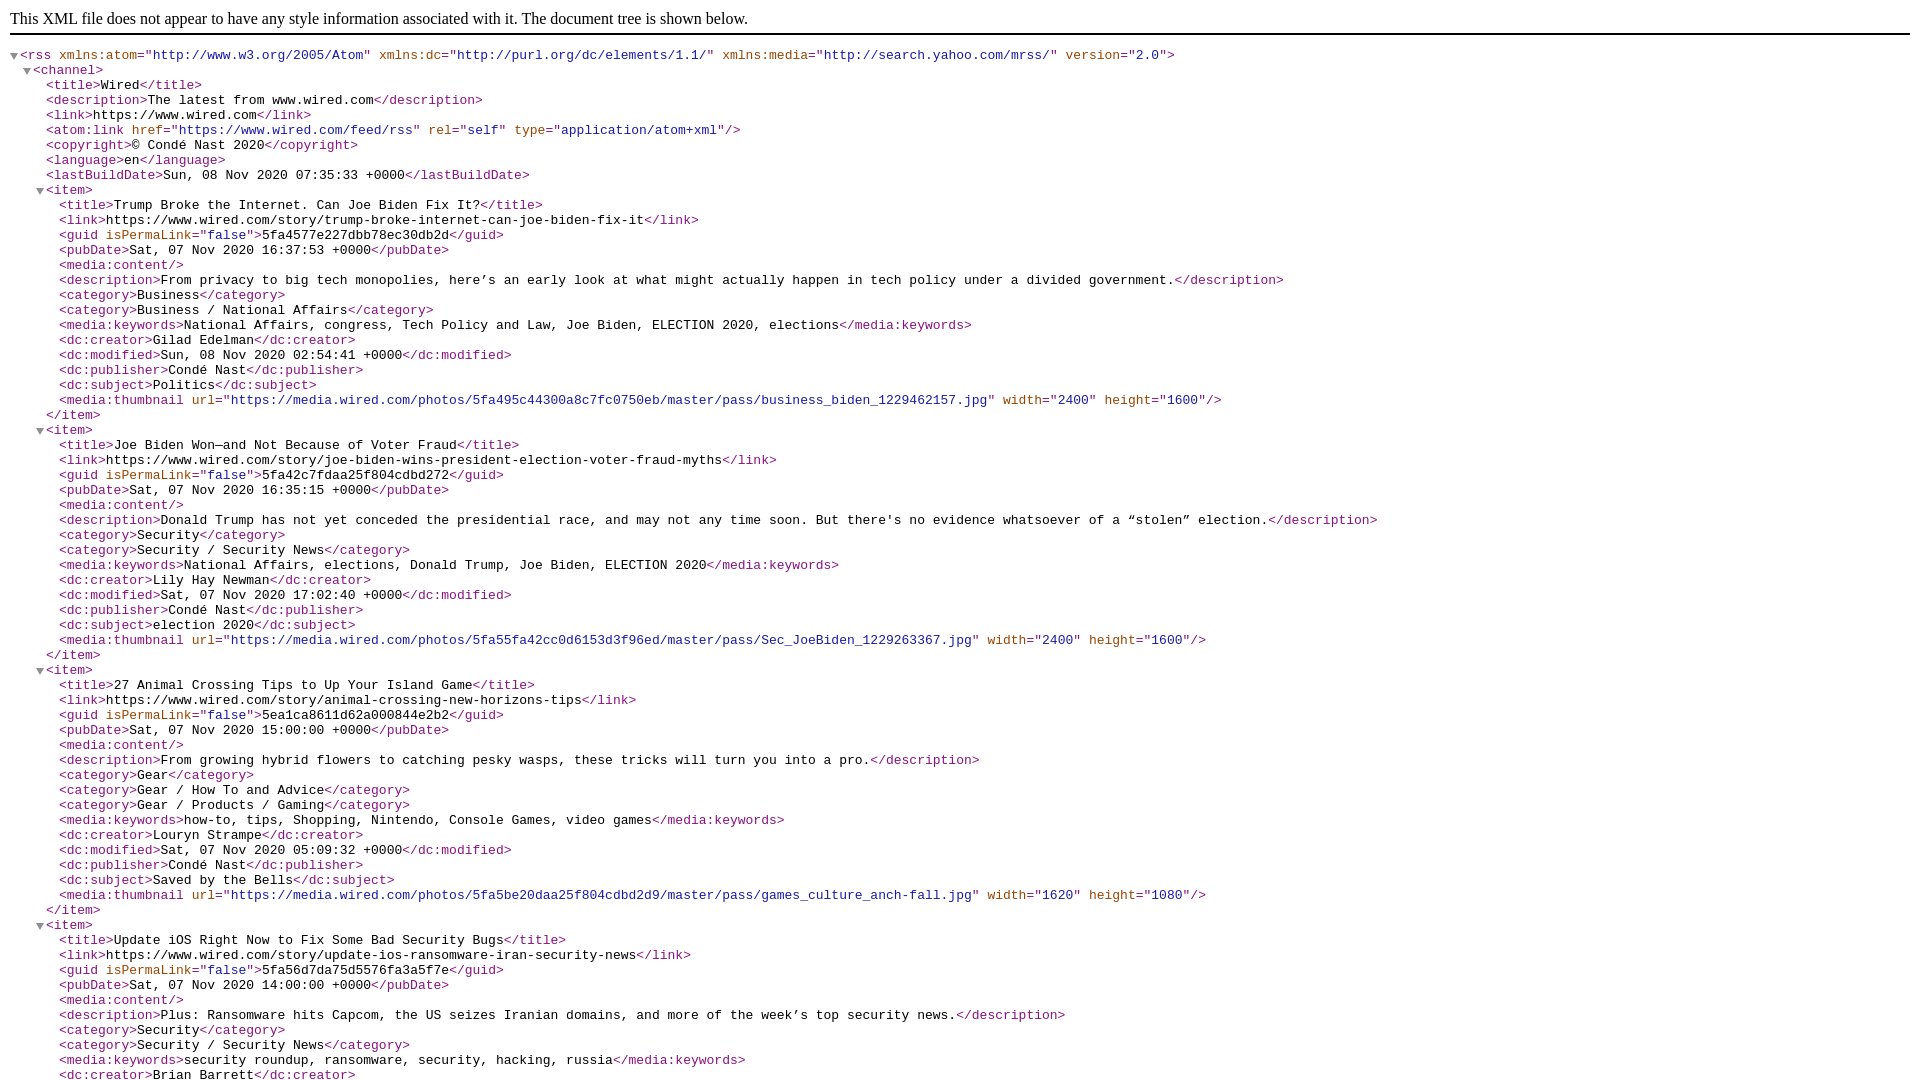 This XML file does not appear to have any style information associated with it. The document tree is shown below.
<rss xmlns:atom="http://www.w3.org/2005/Atom" xmlns:dc="http://purl.org/dc/elements/1.1/" xmlns:media="http://search.yahoo.com/mrss/" version="2.0">
<channel>
<title>Wired</title>
<description>The latest from www.wired.com</description>
<link>https://www.wired.com</link>
<atom:link href="https://www.wired.com/feed/rss" rel="self" type="application/atom+xml"/>
<copyright>© Condé Nast 2020</copyright>
<language>en</language>
<lastBuildDate>Sun, 08 Nov 2020 07:35:33 +0000</lastBuildDate>
<item>
<title>Trump Broke the Internet. Can Joe Biden Fix It?</title>
<link>https://www.wired.com/story/trump-broke-internet-can-joe-biden-fix-it</link>
<guid isPermaLink="false">5fa4577e227dbb78ec30db2d</guid>
<pubDate>Sat, 07 Nov 2020 16:37:53 +0000</pubDate>
<media:content/>
<description>From privacy to big tech monopolies, here’s an early look at what might actually happen in tech policy under a divided government.</description>
<category>Business</category>
<category>Business / National Affairs</category>
<media:keywords>National Affairs, congress, Tech Policy and Law, Joe Biden, ELECTION 2020, elections</media:keywords>
<dc:creator>Gilad Edelman</dc:creator>
<dc:modified>Sun, 08 Nov 2020 02:54:41 +0000</dc:modified>
<dc:publisher>Condé Nast</dc:publisher>
<dc:subject>Politics</dc:subject>
<media:thumbnail url="https://media.wired.com/photos/5fa495c44300a8c7fc0750eb/master/pass/business_biden_1229462157.jpg" width="2400" height="1600"/>
</item>
<item>
<title>Joe Biden Won—and Not Because of Voter Fraud</title>
<link>https://www.wired.com/story/joe-biden-wins-president-election-voter-fraud-myths</link>
<guid isPermaLink="false">5fa42c7fdaa25f804cdbd272</guid>
<pubDate>Sat, 07 Nov 2020 16:35:15 +0000</pubDate>
<media:content/>
<description>Donald Trump has not yet conceded the presidential race, and may not any time soon. But there's no evidence whatsoever of a “stolen” election.</description>
<category>Security</category>
<category>Security / Security News</category>
<media:keywords>National Affairs, elections, Donald Trump, Joe Biden, ELECTION 2020</media:keywords>
<dc:creator>Lily Hay Newman</dc:creator>
<dc:modified>Sat, 07 Nov 2020 17:02:40 +0000</dc:modified>
<dc:publisher>Condé Nast</dc:publisher>
<dc:subject>election 2020</dc:subject>
<media:thumbnail url="https://media.wired.com/photos/5fa55fa42cc0d6153d3f96ed/master/pass/Sec_JoeBiden_1229263367.jpg" width="2400" height="1600"/>
</item>
<item>
<title>27 Animal Crossing Tips to Up Your Island Game</title>
<link>https://www.wired.com/story/animal-crossing-new-horizons-tips</link>
<guid isPermaLink="false">5ea1ca8611d62a000844e2b2</guid>
<pubDate>Sat, 07 Nov 2020 15:00:00 +0000</pubDate>
<media:content/>
<description>From growing hybrid flowers to catching pesky wasps, these tricks will turn you into a pro.</description>
<category>Gear</category>
<category>Gear / How To and Advice</category>
<category>Gear / Products / Gaming</category>
<media:keywords>how-to, tips, Shopping, Nintendo, Console Games, video games</media:keywords>
<dc:creator>Louryn Strampe</dc:creator>
<dc:modified>Sat, 07 Nov 2020 05:09:32 +0000</dc:modified>
<dc:publisher>Condé Nast</dc:publisher>
<dc:subject>Saved by the Bells</dc:subject>
<media:thumbnail url="https://media.wired.com/photos/5fa5be20daa25f804cdbd2d9/master/pass/games_culture_anch-fall.jpg" width="1620" height="1080"/>
</item>
<item>
<title>Update iOS Right Now to Fix Some Bad Security Bugs</title>
<link>https://www.wired.com/story/update-ios-ransomware-iran-security-news</link>
<guid isPermaLink="false">5fa56d7da75d5576fa3a5f7e</guid>
<pubDate>Sat, 07 Nov 2020 14:00:00 +0000</pubDate>
<media:content/>
<description>Plus: Ransomware hits Capcom, the US seizes Iranian domains, and more of the week’s top security news.</description>
<category>Security</category>
<category>Security / Security News</category>
<media:keywords>security roundup, ransomware, security, hacking, russia</media:keywords>
<dc:creator>Brian Barrett</dc:creator>